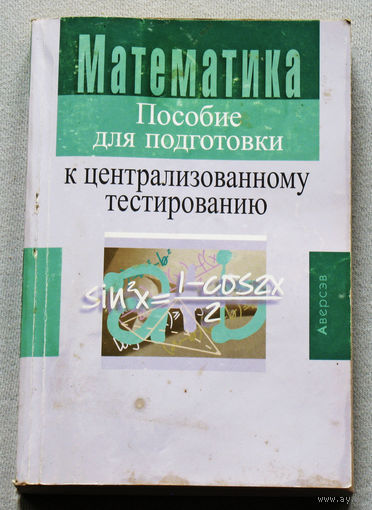 Математика
Пособие
для подготовки
к централизованному
тестированию
sin²x = 1-cos2x / 2
Аверсэв